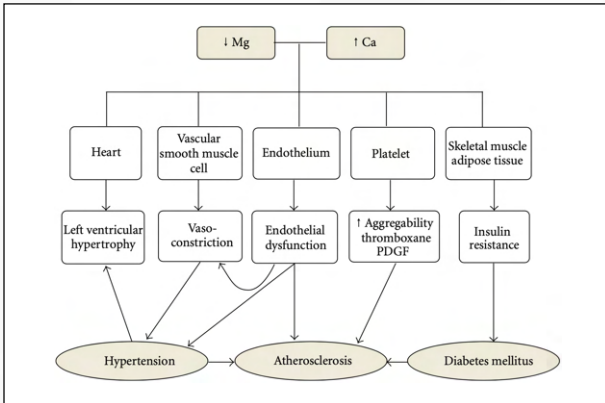 ↓ Mg
↑ Ca
Heart
Vascular
smooth muscle
cell
Endothelium
Platelet
Skeletal muscle
adipose tissue
Left ventricular
hypertrophy
Vaso-
constriction
Endothelial
dysfunction
↑ Aggregability
thromboxane
PDGF
Insulin
resistance
Hypertension
Atherosclerosis
Diabetes mellitus